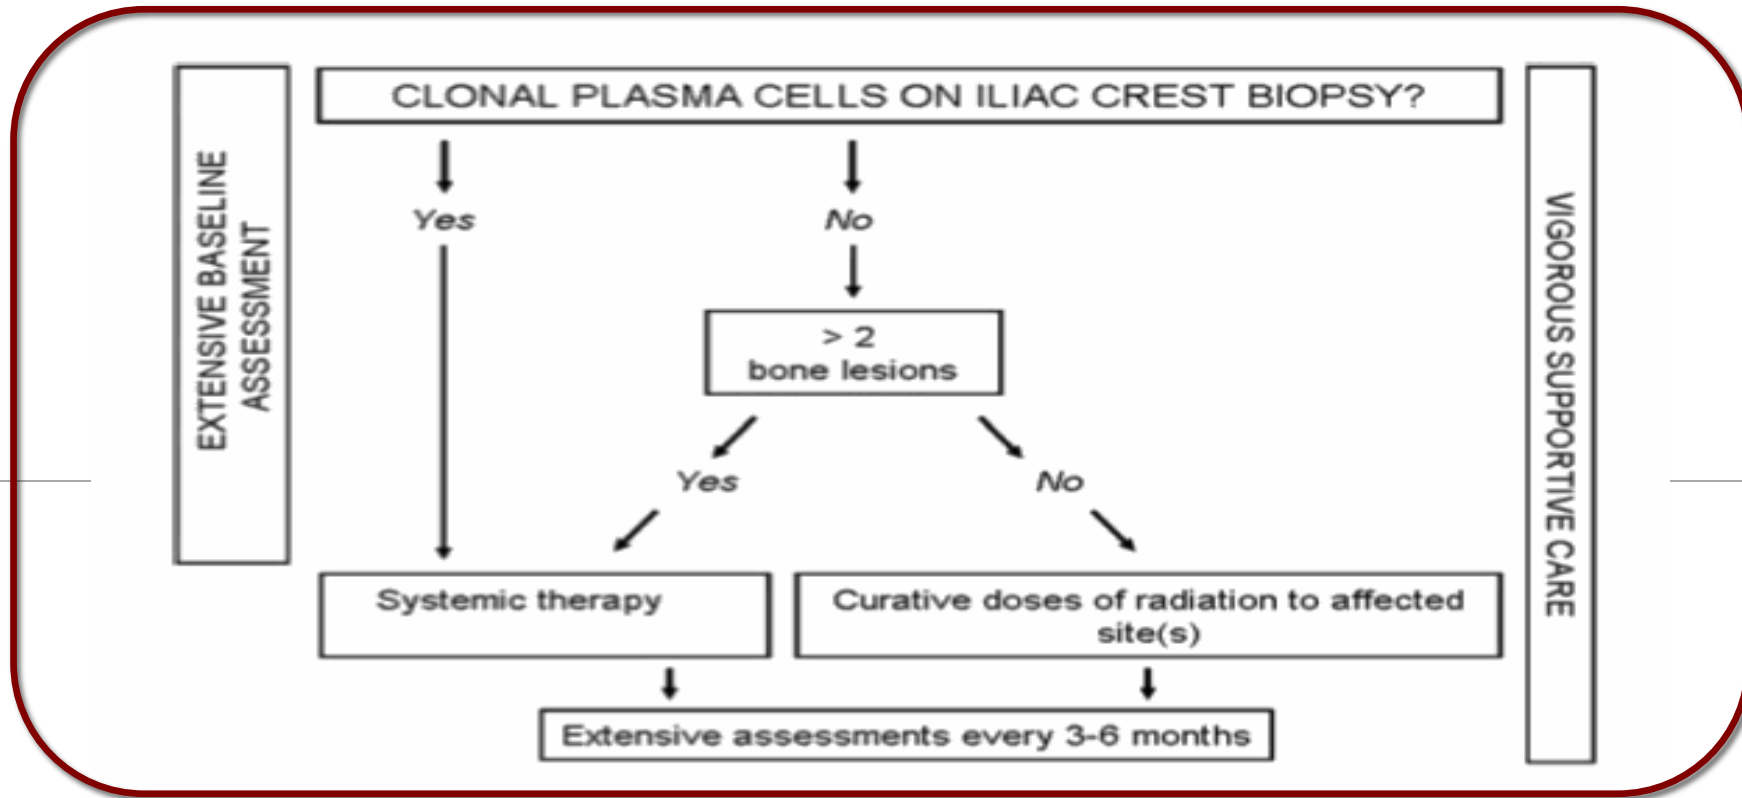 CLONAL PLASMA CELLS ON ILIAC CREST BIOPSY?
EXTENSIVE BASELINE
ASSESSMENT
Yes
No
> 2
bone lesions
Yes
No
Systemic therapy
Curative doses of radiation to affected
site(s)
Extensive assessments every 3-6 months
VIGOROUS SUPPORTIVE CARE